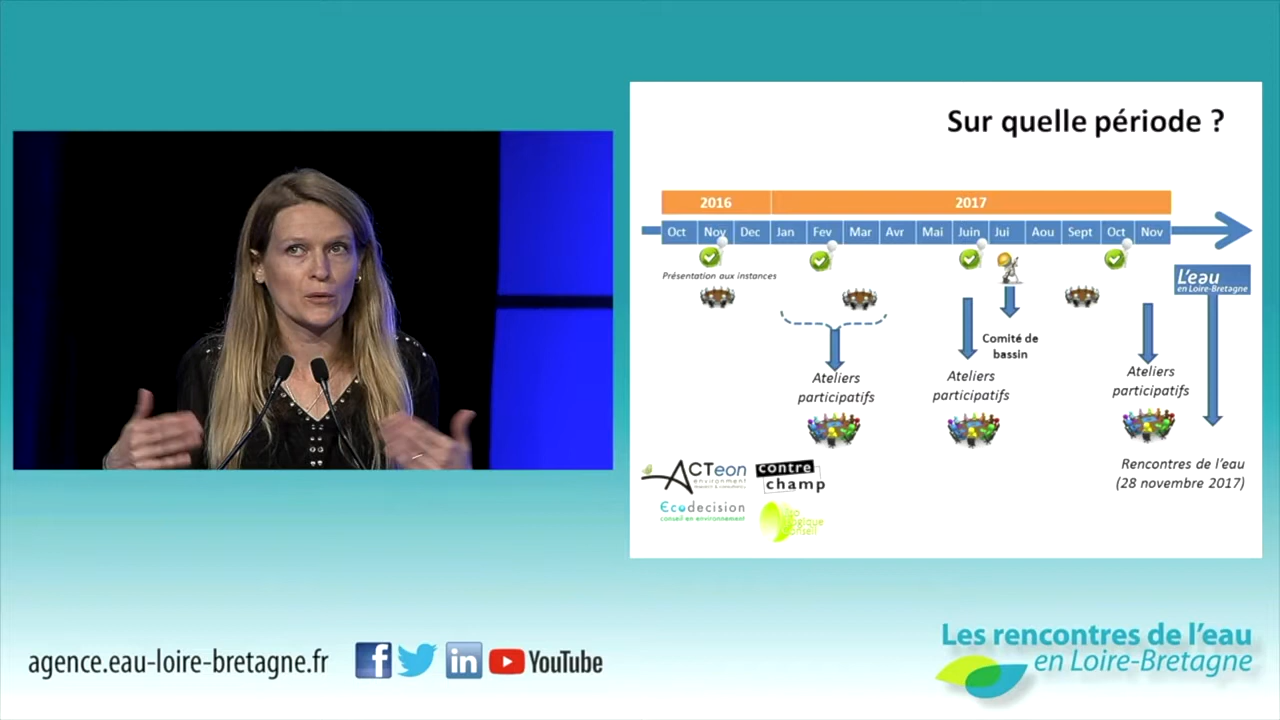 Sur quelle période ?
2016 2017
Oct Nov Dec Jan Fev Mar Avr Mai Juin Jui Aou Sept Oct Nov
Présentation aux instances
L'eau
en Loire-Bretagne
Comité de
bassin
Ateliers
participatifs
Ateliers
participatifs
Ateliers
participatifs
Rencontres de l'eau
(28 novembre 2017)
ACTeon
environment
contre
champ
Ecodecision
conseil en environnement
agence.eau-loire-bretagne.fr
f
in
YouTube
Les rencontres de l'eau
en Loire-Bretagne